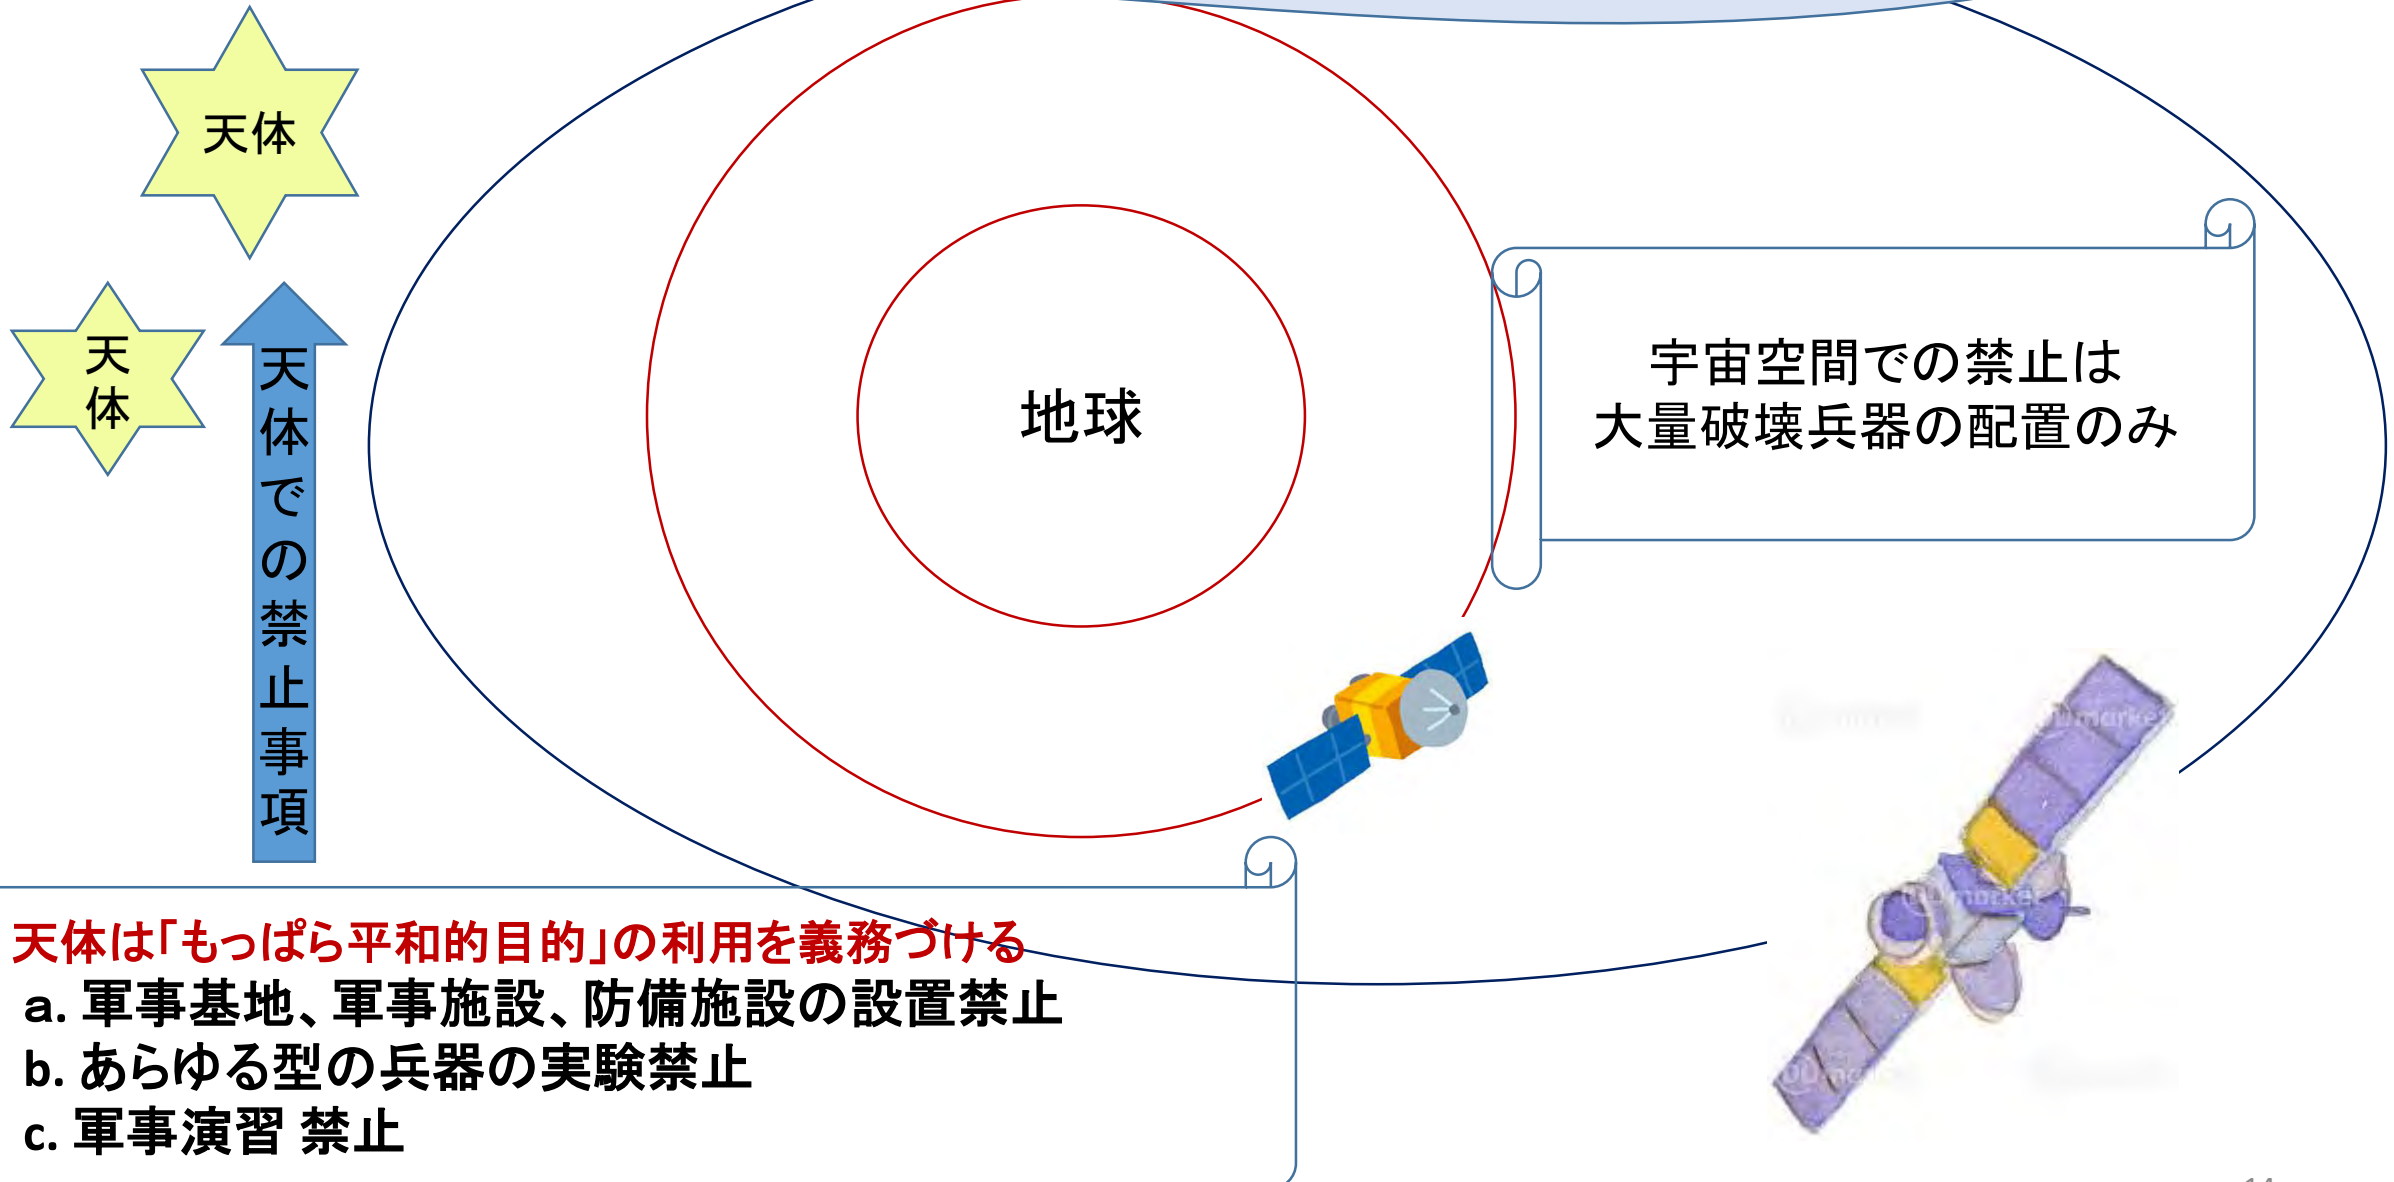 天体
天体
天体での禁止事項
地球
宇宙空間での禁止は
大量破壊兵器の配置のみ
天体は「もっぱら平和的目的」の利用を義務づける
a. 軍事基地、軍事施設、防備施設の設置禁止
b. あらゆる型の兵器の実験禁止
c. 軍事演習 禁止